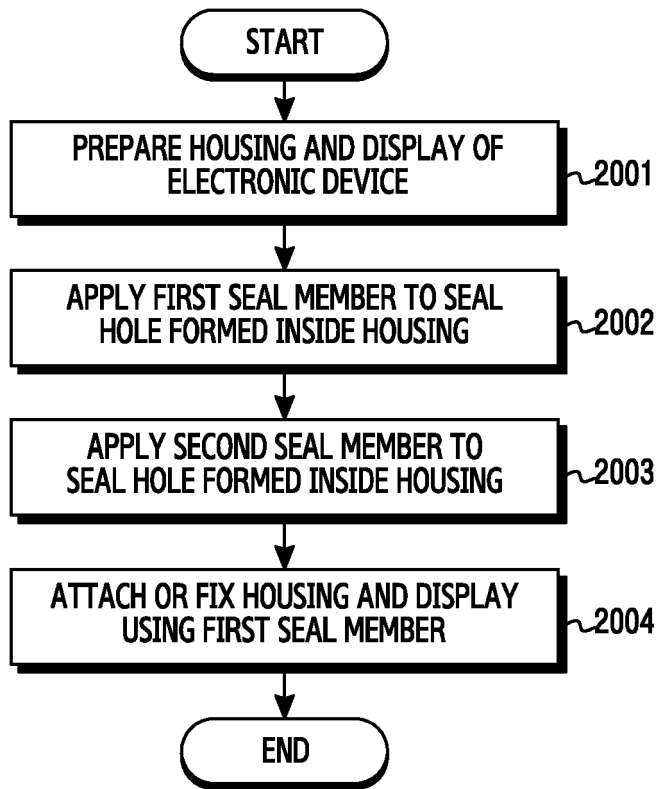 START
PREPARE HOUSING AND DISPLAY OF
ELECTRONIC DEVICE
2001
APPLY FIRST SEAL MEMBER TO SEAL
HOLE FORMED INSIDE HOUSING
2002
APPLY SECOND SEAL MEMBER TO
SEAL HOLE FORMED INSIDE HOUSING
2003
ATTACH OR FIX HOUSING AND DISPLAY
USING FIRST SEAL MEMBER
2004
END